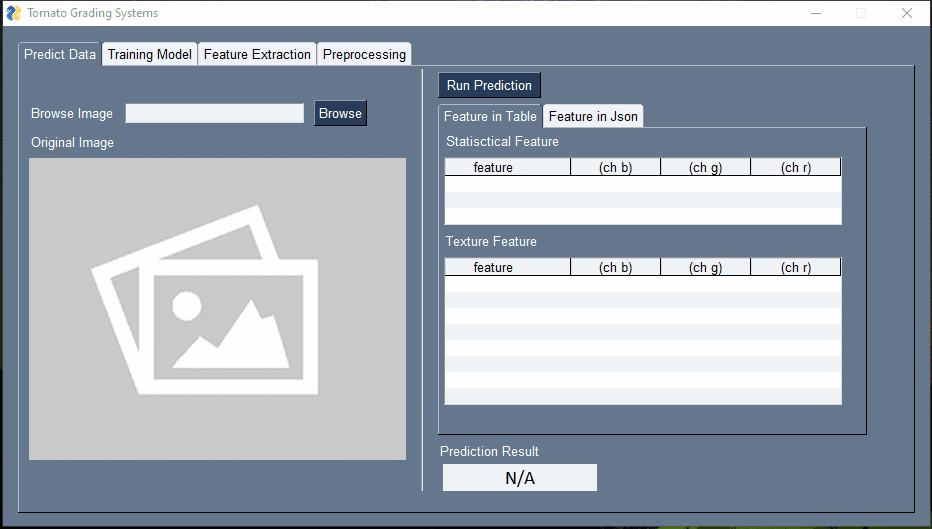 Tomato Grading Systems
Predict Data Training Model Feature Extraction Preprocessing
Browse Image Browse
Original Image
Run Prediction
Feature in Table Feature in Json
Statisctical Feature
feature (ch b) (ch g) (ch r)
Texture Feature
feature (ch b) (ch g) (ch r)
Prediction Result
N/A